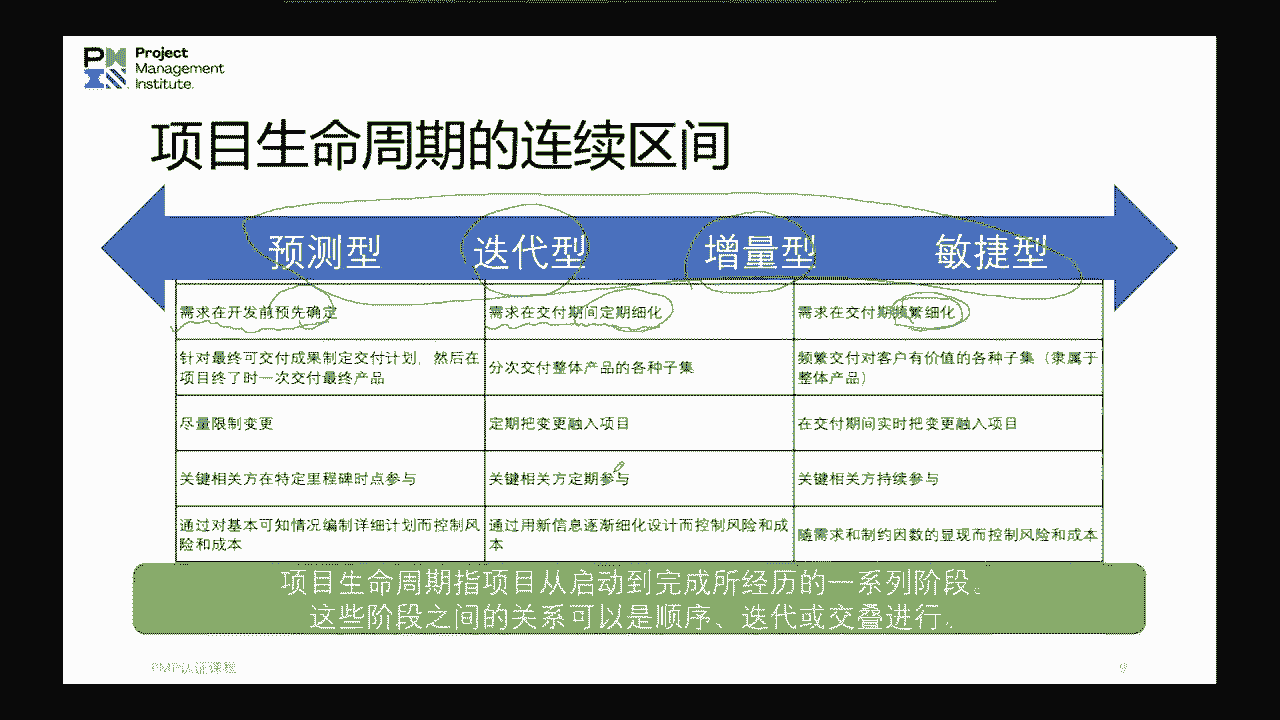 Project
Management
Institute.
项目生命周期的连续区间
预测型 迭代型 增量型 敏捷型
需求在开发前预先确定
需求在交付期间定期细化
需求在交付期频繁细化
针对最终可交付成果制定交付计划，然后在
项目终了时一次交付最终产品
分次交付整体产品的各种子集
频繁交付对客户有价值的各种子集（隶属于
整体产品）
尽量限制变更
定期把变更融入项目
在交付期间实时把变更融入项目
关键相关方在特定里程碑时点参与
关键相关方定期参与
关键相关方持续参与
通过对基本可知情况编制详细计划而控制风
险和成本
通过用新信息逐渐细化设计而控制风险和成
本
随需求和制约因数的显现而控制风险和成本
项目生命周期指项目从启动到完成所经历的一系列阶段。
这些阶段之间的关系可以是顺序、迭代或交叠进行。
PMP认证课程
9